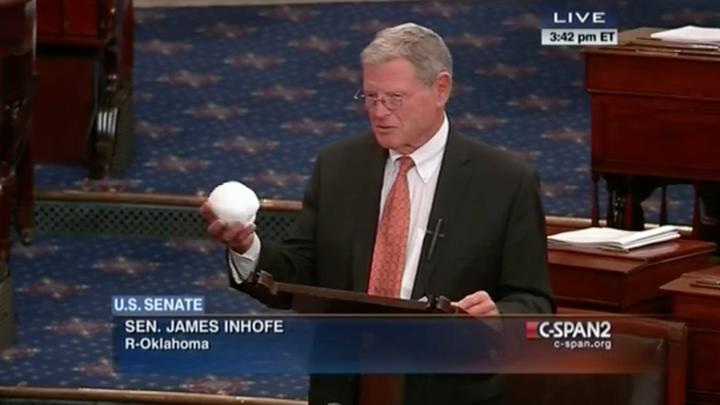 LIVE
3:42 pm ET
U.S. SENATE
SEN. JAMES INHOFE
R-Oklahoma
C-SPAN2
c-span.org